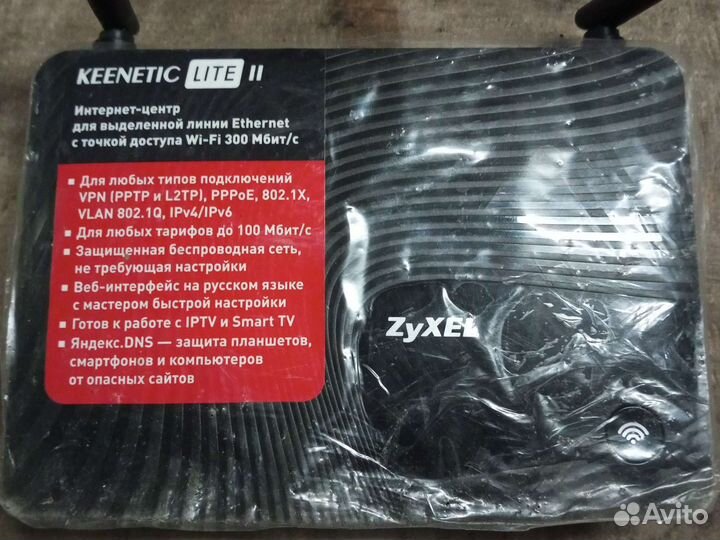 KEENETIC LITE II
Интернет-центр
для выделенной линии Ethernet
с точкой доступа Wi-Fi 300 Мбит/с
▪ Для любых типов подключений
VPN (PPTP и L2TP), PPPoE, 802.1X,
VLAN 802.1Q, IPv4/IPv6
▪ Для любых тарифов до 100 Мбит/с
▪ Защищенная беспроводная сеть,
не требующая настройки
▪ Веб-интерфейс на русском языке
с мастером быстрой настройки
▪ Готов к работе с IPTV и Smart TV
▪ Яндекс.DNS — защита планшетов,
смартфонов и компьютеров
от опасных сайтов
ZyXEL
Avito